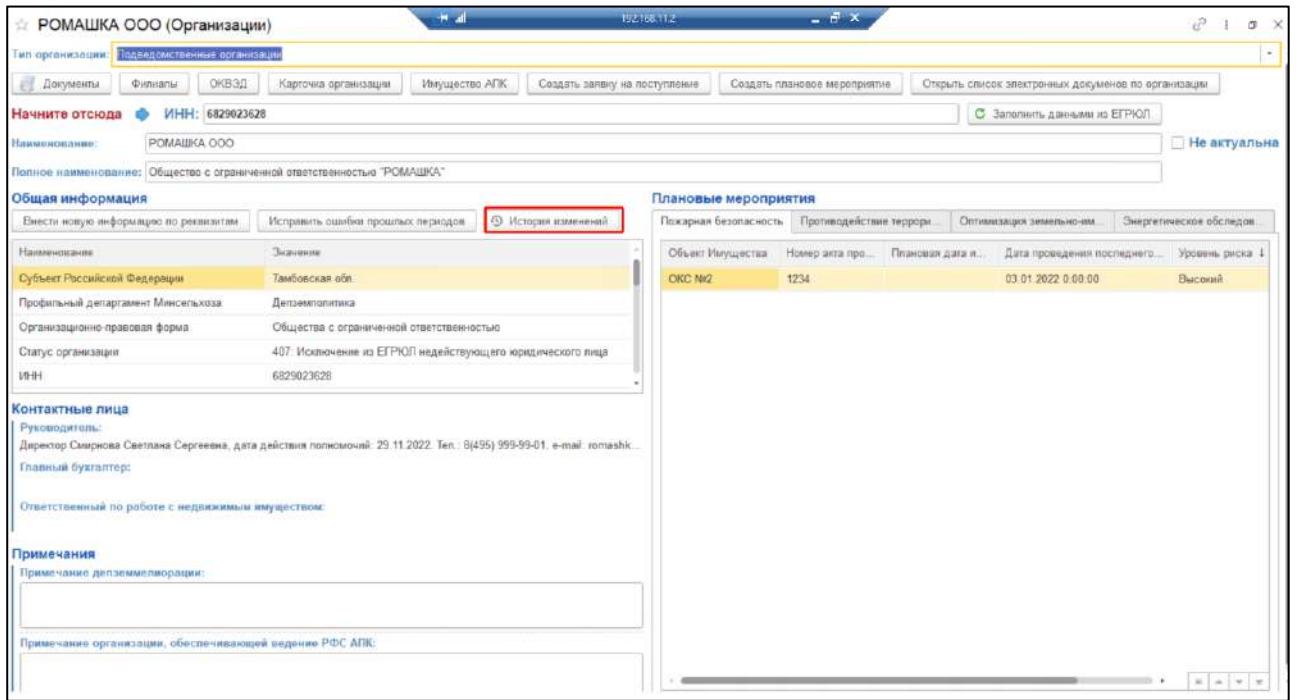 192.168.11.2
РОМАШКА ООО (Организации)
Тип организации: Подведомственные организации
Документы Филиалы ОКВЭД Карточка организации Имущество АПК Создать заявку на поступление Создать плановое мероприятие Открыть список электронных документов по организации
Начните отсюда ИНН: 6829023628 Заполнить данными из ЕГРЮЛ
Наименование: РОМАШКА ООО Не актуальна
Полное наименование: Общество с ограниченной ответственностью "РОМАШКА"
Общая информация
Внести новую информацию по реквизитам Исправить ошибки прошлых периодов История изменений
Наименование Значение
Субъект Российской Федерации Тамбовская обл.
Профильный департамент Минсельхоза Депземполитика
Организационно-правовая форма Общества с ограниченной ответственностью
Статус организации 407: Исключение из ЕГРЮЛ недействующего юридического лица
ИНН 6829023628
Контактные лица
Руководитель:
Директор Смирнова Светлана Сергеевна, дата действия полномочий: 29.11.2022. Тел.: 8(495) 999-99-01. e-mail: romashk...
Главный бухгалтер:
Ответственный по работе с недвижимым имуществом:
Примечания
Примечание депземмелиорации:
Примечание организации, обеспечивающей ведение РФС АПК:
Плановые мероприятия
Пожарная безопасность Противодействие террори... Оптимизация земельно-им... Энергетическое обследов...
Объект Имущества Номер акта про... Плановая дата и... Дата проведения последнего... Уровень риска ↓
ОКС №2 1234 03.01.2022 0:00:00 Высокий